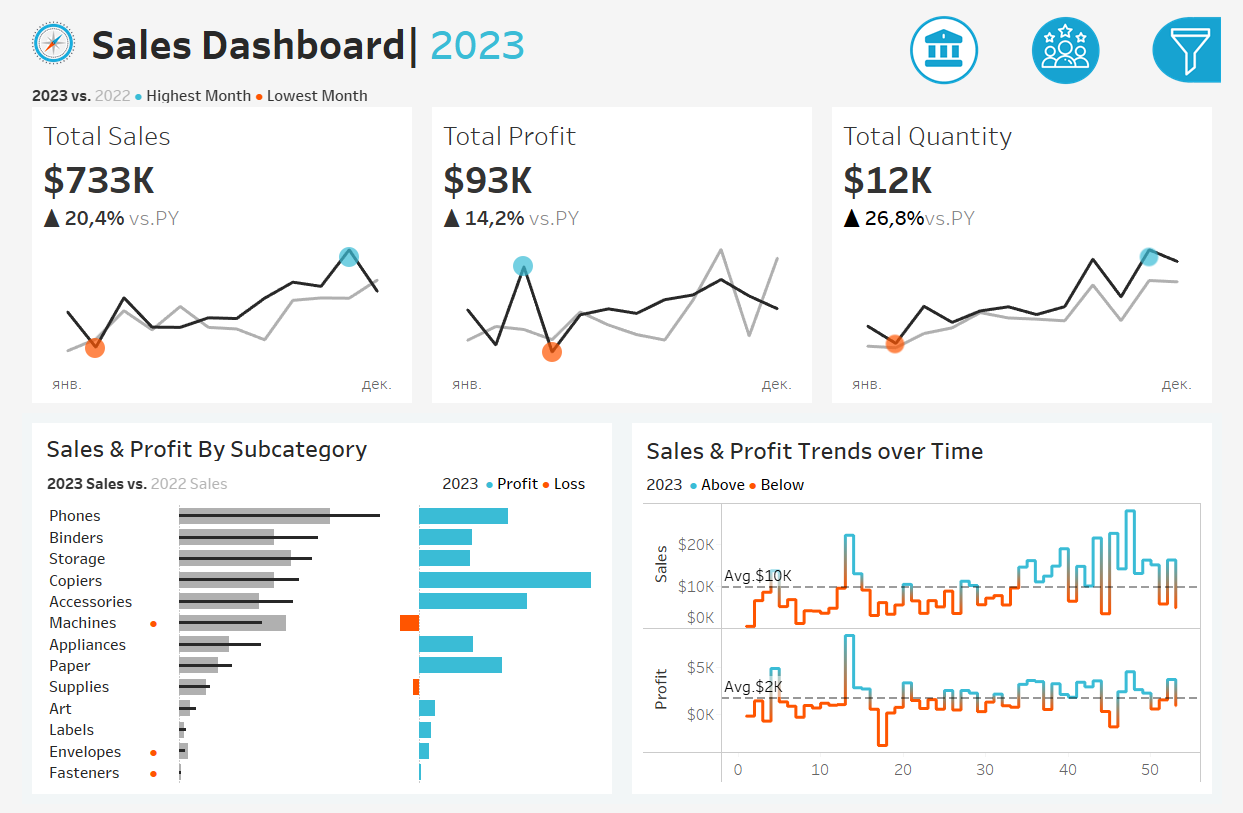 Sales Dashboard| 2023
2023 vs. 2022 • Highest Month • Lowest Month
Total Sales
$733K
▲ 20,4% vs.PY
янв. дек.
Total Profit
$93K
▲ 14,2% vs.PY
янв. дек.
Total Quantity
$12K
▲ 26,8%vs.PY
янв. дек.
Sales & Profit By Subcategory
2023 Sales vs. 2022 Sales
2023 • Profit • Loss
Phones
Binders
Storage
Copiers
Accessories
Machines
Appliances
Paper
Supplies
Art
Labels
Envelopes
Fasteners
Sales & Profit Trends over Time
2023 • Above • Below
Sales
$20K
$10K
$0K
Avg.$10K
Profit
$5K
$0K
Avg.$2K
0 10 20 30 40 50